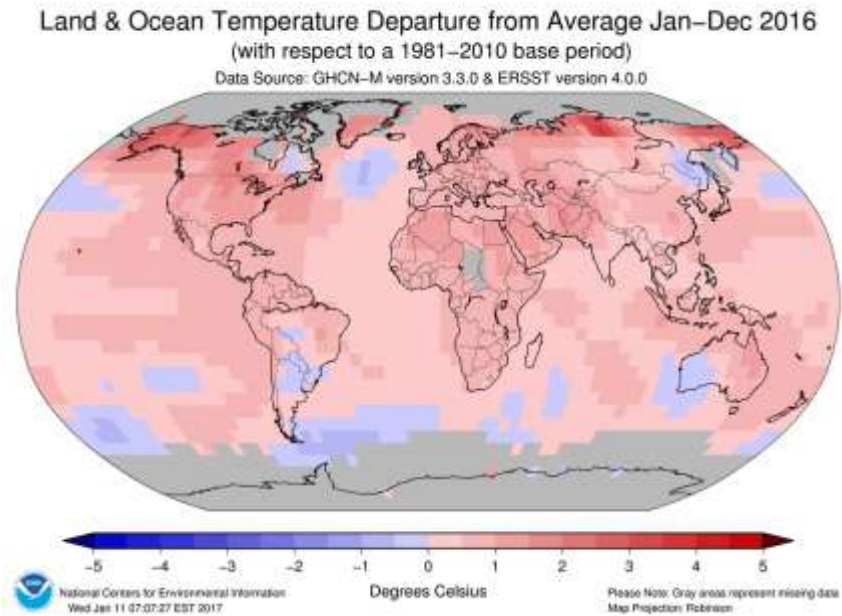 Land & Ocean Temperature Departure from Average Jan–Dec 2016
(with respect to a 1981–2010 base period)
Data Source: GHCN–M version 3.3.0 & ERSST version 4.0.0
−5 −4 −3 −2 −1 0 1 2 3 4 5
Degrees Celsius
National Centers for Environmental Information
Wed Jan 11 07:07:27 EST 2017
Please Note: Gray areas represent missing data
Map Projection: Robinson